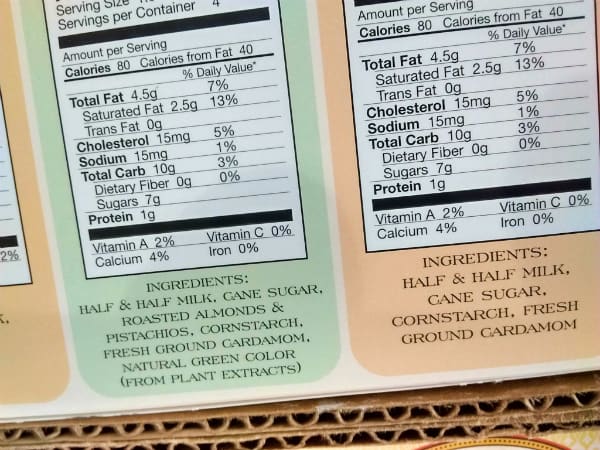 Serving Size
Servings per Container 4
Amount per Serving
Calories 80 Calories from Fat 40
% Daily Value*
Total Fat 4.5g 7%
Saturated Fat 2.5g 13%
Trans Fat 0g
Cholesterol 15mg 5%
Sodium 15mg 1%
Total Carb 10g 3%
Dietary Fiber 0g 0%
Sugars 7g
Protein 1g
Vitamin A 2% Vitamin C 0%
Calcium 4% Iron 0%
INGREDIENTS:
HALF & HALF MILK, CANE SUGAR,
ROASTED ALMONDS &
PISTACHIOS, CORNSTARCH,
FRESH GROUND CARDAMOM,
NATURAL GREEN COLOR
(FROM PLANT EXTRACTS)
Amount per Serving
Calories 80 Calories from Fat 40
% Daily Value*
Total Fat 4.5g 7%
Saturated Fat 2.5g 13%
Trans Fat 0g
Cholesterol 15mg 5%
Sodium 15mg 1%
Total Carb 10g 3%
Dietary Fiber 0g 0%
Sugars 7g
Protein 1g
Vitamin A 2% Vitamin C 0%
Calcium 4% Iron 0%
INGREDIENTS:
HALF & HALF MILK,
CANE SUGAR,
CORNSTARCH, FRESH
GROUND CARDAMOM
2%